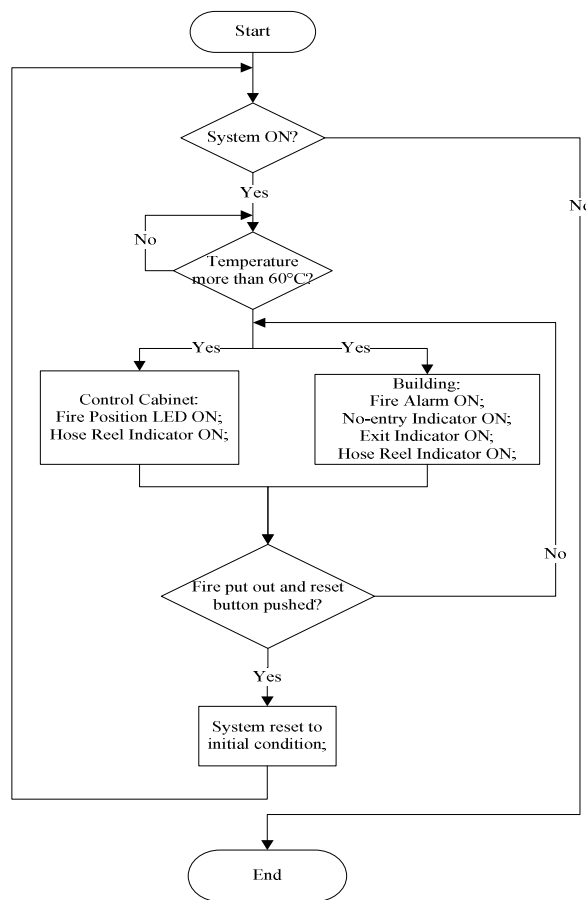 Start
System ON?
Yes
No
No
Temperature
more than 60°C?
Yes
Yes
Control Cabinet:
Fire Position LED ON;
Hose Reel Indicator ON;
Building:
Fire Alarm ON;
No-entry Indicator ON;
Exit Indicator ON;
Hose Reel Indicator ON;
No
Fire put out and reset
button pushed?
Yes
System reset to
initial condition;
End